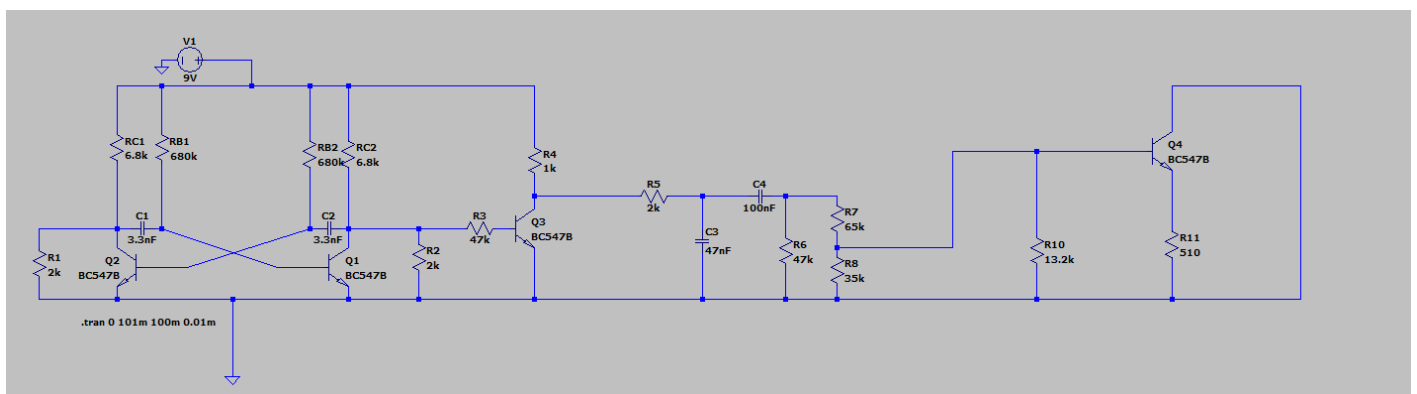 V1
9V
RC1
6.8k
RB1
680k
RB2
680k
RC2
6.8k
R4
1k
Q4
BC547B
R5
2k
C4
100nF
C1
3.3nF
C2
3.3nF
R3
47k
Q3
BC547B
R7
65k
C3
47nF
R6
47k
R10
13.2k
R11
510
R1
2k
Q2
BC547B
Q1
BC547B
R2
2k
R8
35k
.tran 0 101m 100m 0.01m